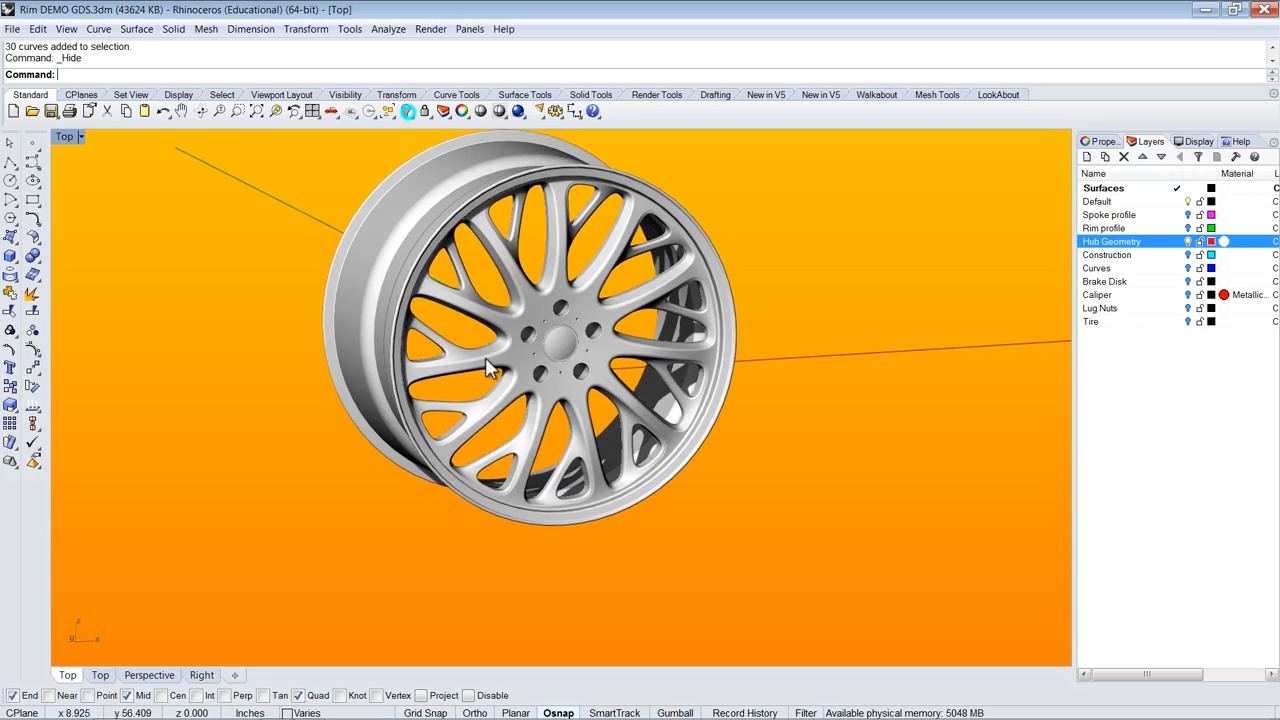 Rim DEMO GDS.3dm (43624 KB) - Rhinoceros (Educational) (64-bit) - [Top]
File Edit View Curve Surface Solid Mesh Dimension Transform Tools Analyze Render Panels Help
30 curves added to selection.
Command: _Hide
Command:
Standard CPlanes Set View Display Select Viewport Layout Visibility Transform Curve Tools Surface Tools Solid Tools Render Tools Drafting New in V5 New in V5 Walkabout Mesh Tools LookAbout
Top
Prope... Layers Display Help
Name Material L
Surfaces C
Default C
Spoke profile C
Rim profile C
Hub Geometry C
Construction C
Curves C
Brake Disk C
Caliper Metallic... C
Lug Nuts C
Tire C
z
x
Top Top Perspective Right
End Near Point Mid Cen Int Perp Tan Quad Knot Vertex Project Disable
CPlane x 8.925 y 56.409 z 0.000 Inches Varies Grid Snap Ortho Planar Osnap SmartTrack Gumball Record History Filter Available physical memory: 5048 MB